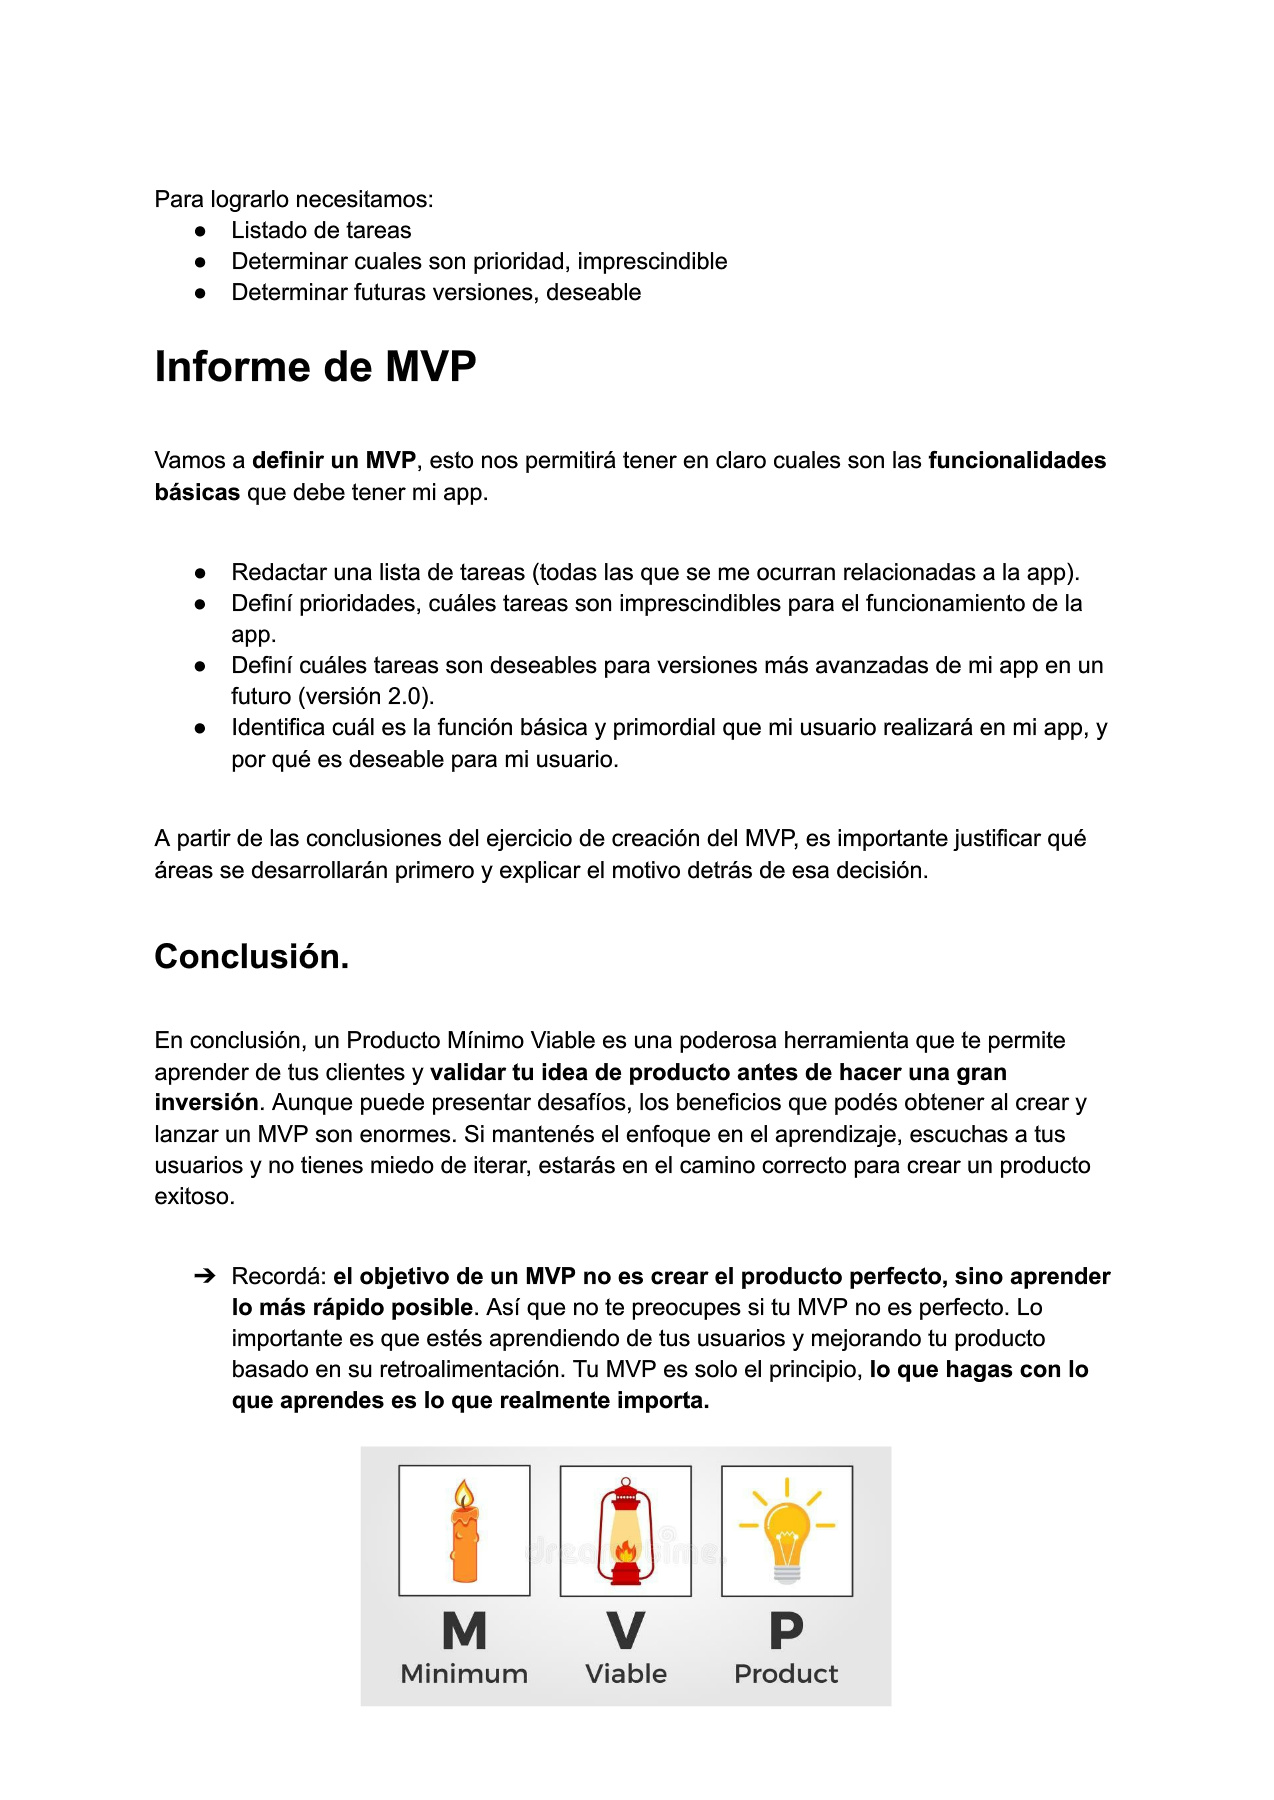 Para lograrlo necesitamos:
● Listado de tareas
● Determinar cuales son prioridad, imprescindible
● Determinar futuras versiones, deseable
Informe de MVP
Vamos a definir un MVP, esto nos permitirá tener en claro cuales son las funcionalidades
básicas que debe tener mi app.
● Redactar una lista de tareas (todas las que se me ocurran relacionadas a la app).
● Definí prioridades, cuáles tareas son imprescindibles para el funcionamiento de la
app.
● Definí cuáles tareas son deseables para versiones más avanzadas de mi app en un
futuro (versión 2.0).
● Identifica cuál es la función básica y primordial que mi usuario realizará en mi app, y
por qué es deseable para mi usuario.
A partir de las conclusiones del ejercicio de creación del MVP, es importante justificar qué
áreas se desarrollarán primero y explicar el motivo detrás de esa decisión.
Conclusión.
En conclusión, un Producto Mínimo Viable es una poderosa herramienta que te permite
aprender de tus clientes y validar tu idea de producto antes de hacer una gran
inversión. Aunque puede presentar desafíos, los beneficios que podés obtener al crear y
lanzar un MVP son enormes. Si mantenés el enfoque en el aprendizaje, escuchas a tus
usuarios y no tienes miedo de iterar, estarás en el camino correcto para crear un producto
exitoso.
➔ Recordá: el objetivo de un MVP no es crear el producto perfecto, sino aprender
lo más rápido posible. Así que no te preocupes si tu MVP no es perfecto. Lo
importante es que estés aprendiendo de tus usuarios y mejorando tu producto
basado en su retroalimentación. Tu MVP es solo el principio, lo que hagas con lo
que aprendes es lo que realmente importa.
M V P
Minimum Viable Product